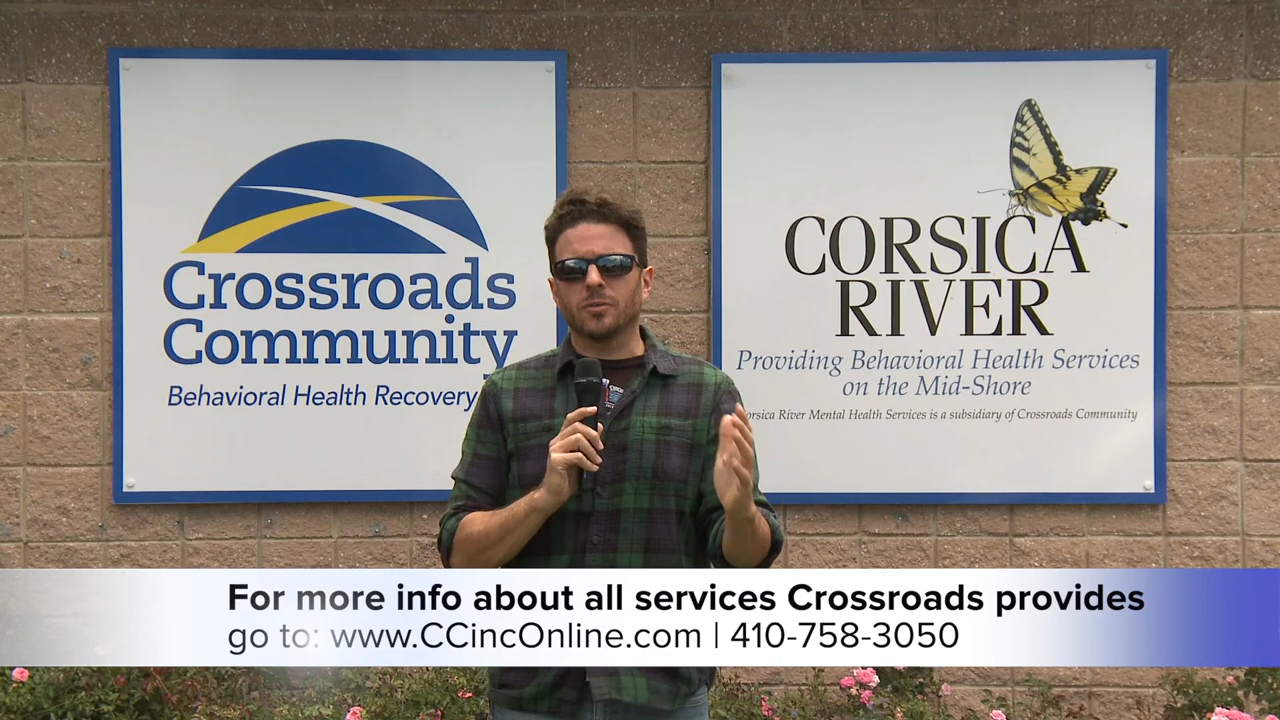 Crossroads
Community
Behavioral Health Recovery
CORSICA
RIVER
Providing Behavioral Health Services
on the Mid-Shore
River Mental Health Services is a subsidiary of Crossroads Community
For more info about all services Crossroads provides
go to: www.CCincOnline.com | 410-758-3050